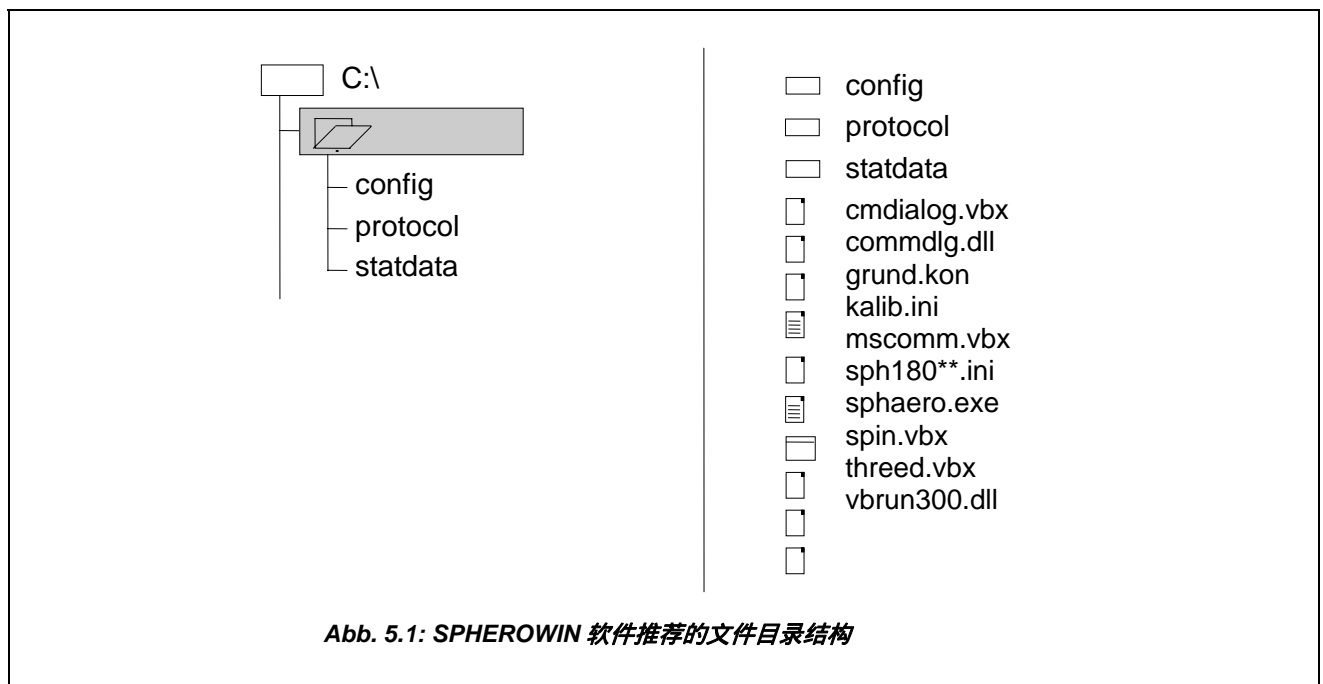 C:\
config
protocol
statdata
config
protocol
statdata
cmdialog.vbx
commdlg.dll
grund.kon
kalib.ini
mscomm.vbx
sph180**.ini
sphaero.exe
spin.vbx
threed.vbx
vbrun300.dll
Abb. 5.1: SPHEROWIN 软件推荐的文件目录结构